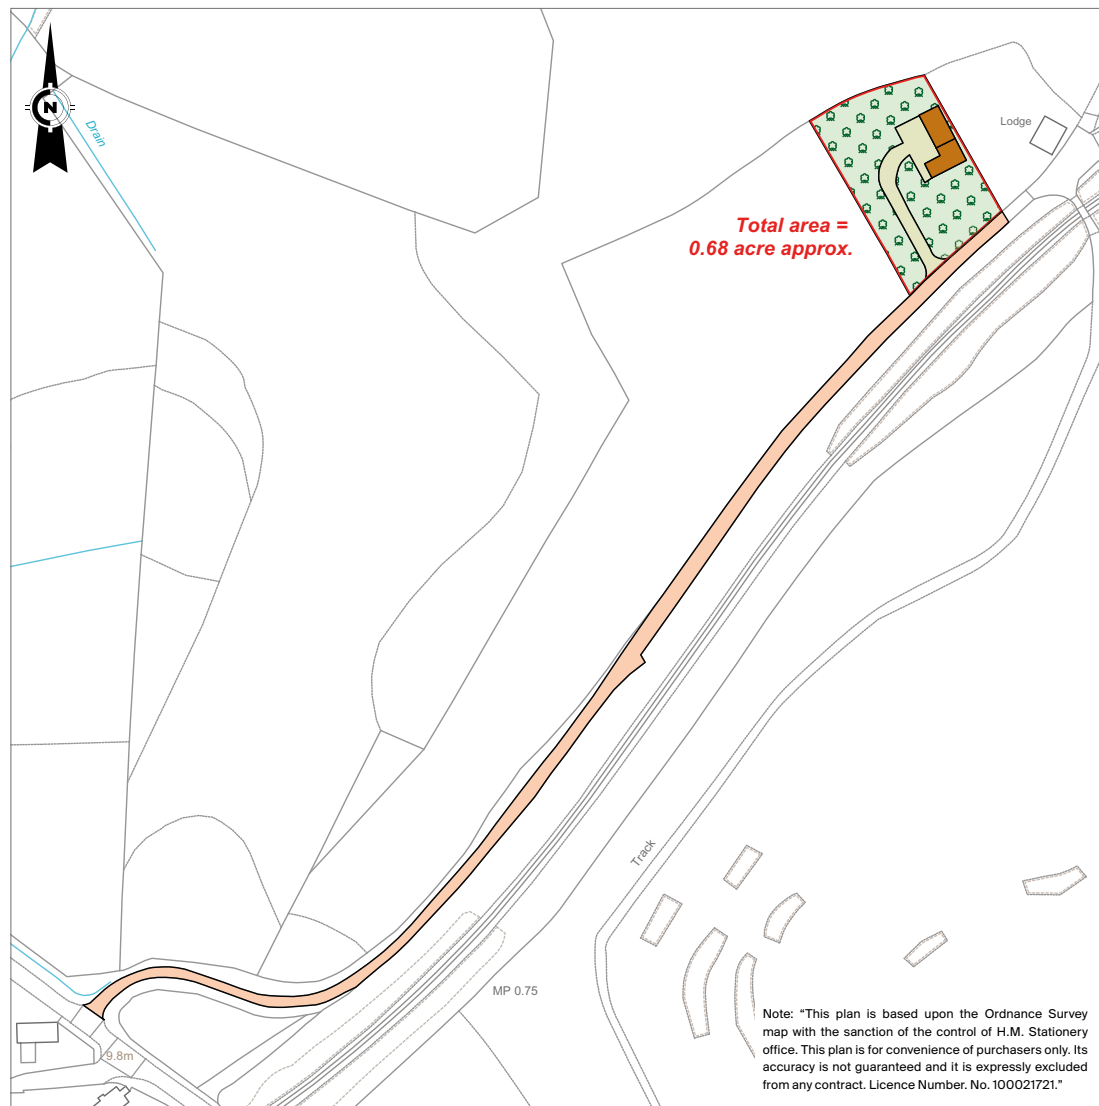 N
Drain
Lodge
Total area =
0.68 acre approx.
Track
MP 0.75
9.8m
Note: “This plan is based upon the Ordnance Survey
map with the sanction of the control of H.M. Stationery
office. This plan is for convenience of purchasers only. Its
accuracy is not guaranteed and it is expressly excluded
from any contract. Licence Number. No. 100021721.”